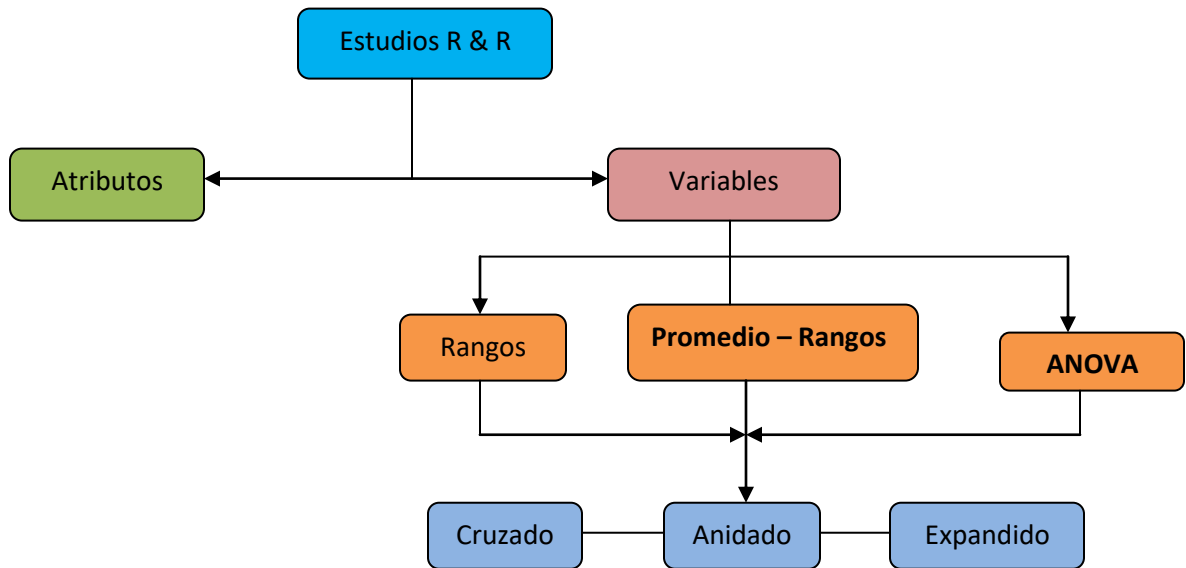 Estudios R & R
Atributos
Variables
Rangos
Promedio – Rangos
ANOVA
Cruzado
Anidado
Expandido